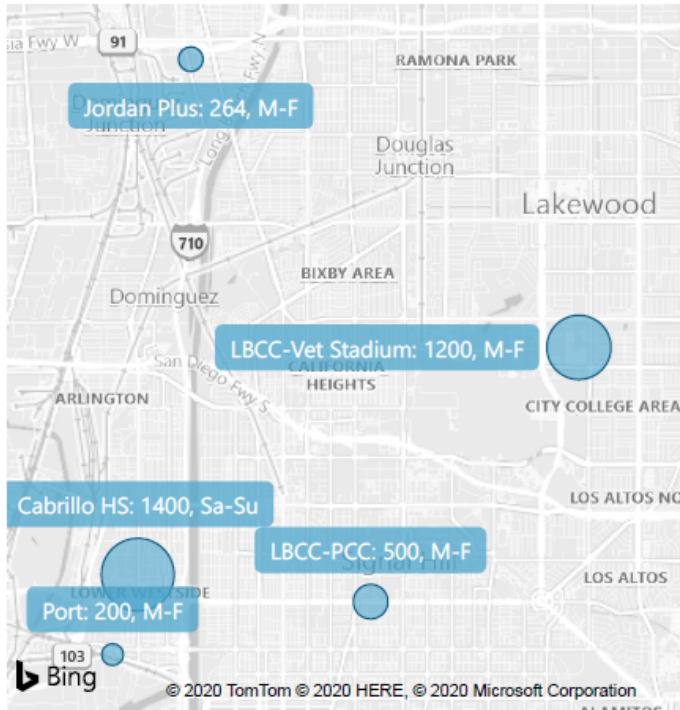 sia Fwy W
91
RAMONA PARK
Jordan Plus: 264, M-F
Junction
Fwy N
Douglas
Junction
Lakewood
710
BIXBY AREA
Dominguez
LBCC-Vet Stadium: 1200, M-F
San Diego Fwy S
HEIGHTS
ARLINGTON
CITY COLLEGE AREA
Cabrillo HS: 1400, Sa-Su
LOS ALTOS NO
LBCC-PCC: 500, M-F
Signal Hill
LOS ALTOS
LOWER WESTSIDE
Port: 200, M-F
103
Bing
© 2020 TomTom © 2020 HERE, © 2020 Microsoft Corporation